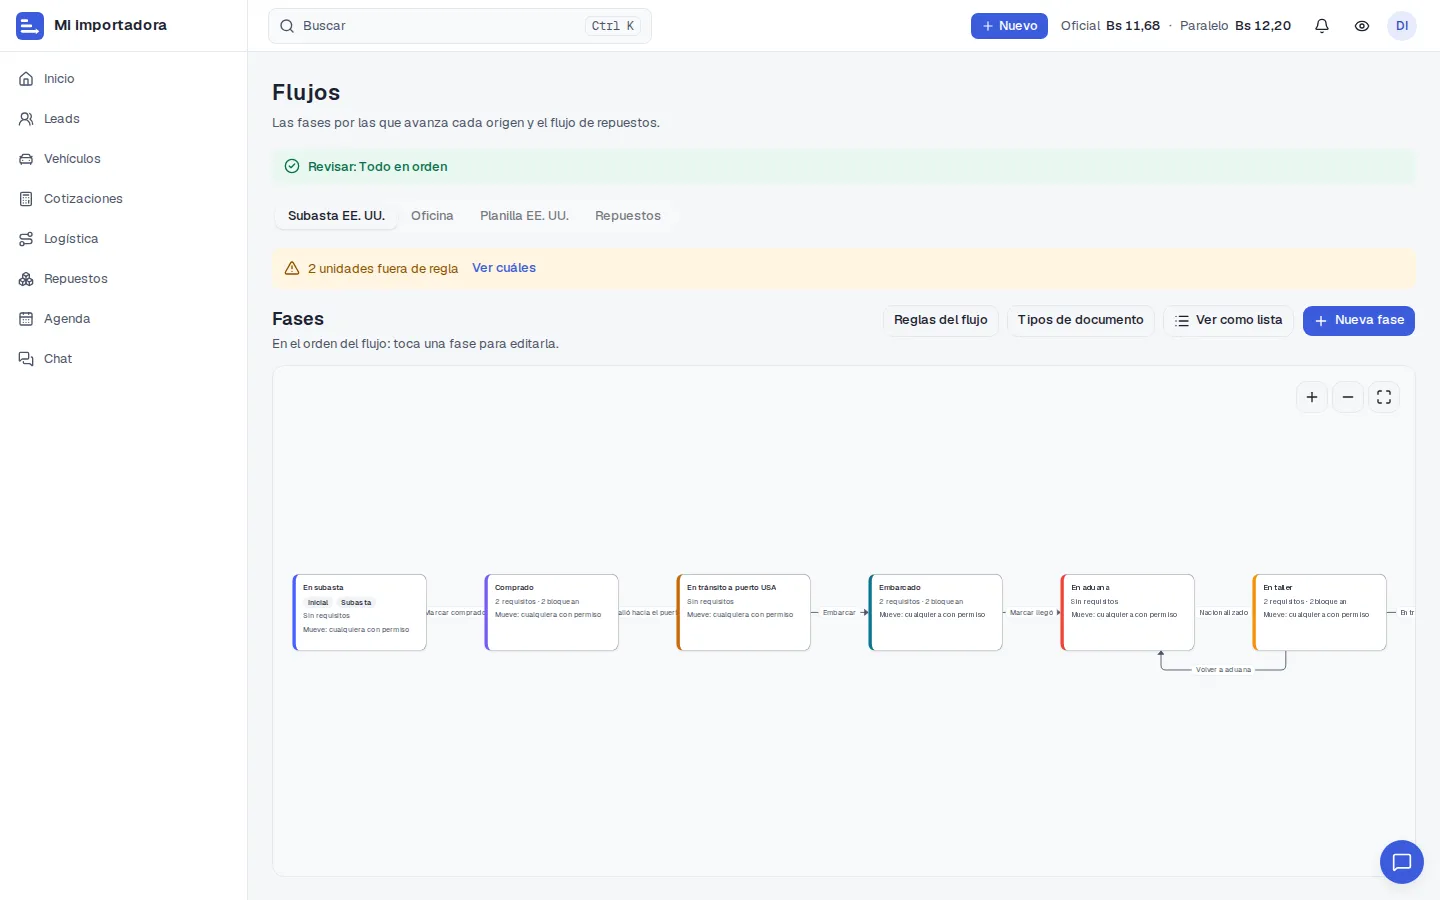 Mi importadora
Buscar
Ctrl K
Nuevo
Oficial Bs 11,68 · Paralelo Bs 12,20
DI
Inicio
Leads
Vehículos
Cotizaciones
Logística
Repuestos
Agenda
Chat
Flujos
Las fases por las que avanza cada origen y el flujo de repuestos.
Revisar: Todo en orden
Subasta EE. UU.
Oficina
Planilla EE. UU.
Repuestos
2 unidades fuera de regla
Ver cuáles
Fases
En el orden del flujo: toca una fase para editarla.
Reglas del flujo
Tipos de documento
Ver como lista
Nueva fase
En subasta
Inicial
Subasta
Sin requisitos
Mueve: cualquiera con permiso
Marcar comprado
Comprado
2 requisitos · 2 bloquean
Mueve: cualquiera con permiso
alió hacia el puert
En tránsito a puerto USA
Sin requisitos
Mueve: cualquiera con permiso
Embarcar
Embarcado
2 requisitos · 2 bloquean
Mueve: cualquiera con permiso
Marcar llegó
En aduana
Sin requisitos
Mueve: cualquiera con permiso
Nacionalizado
En taller
2 requisitos · 2 bloquean
Mueve: cualquiera con permiso
En tr
Volver a aduana